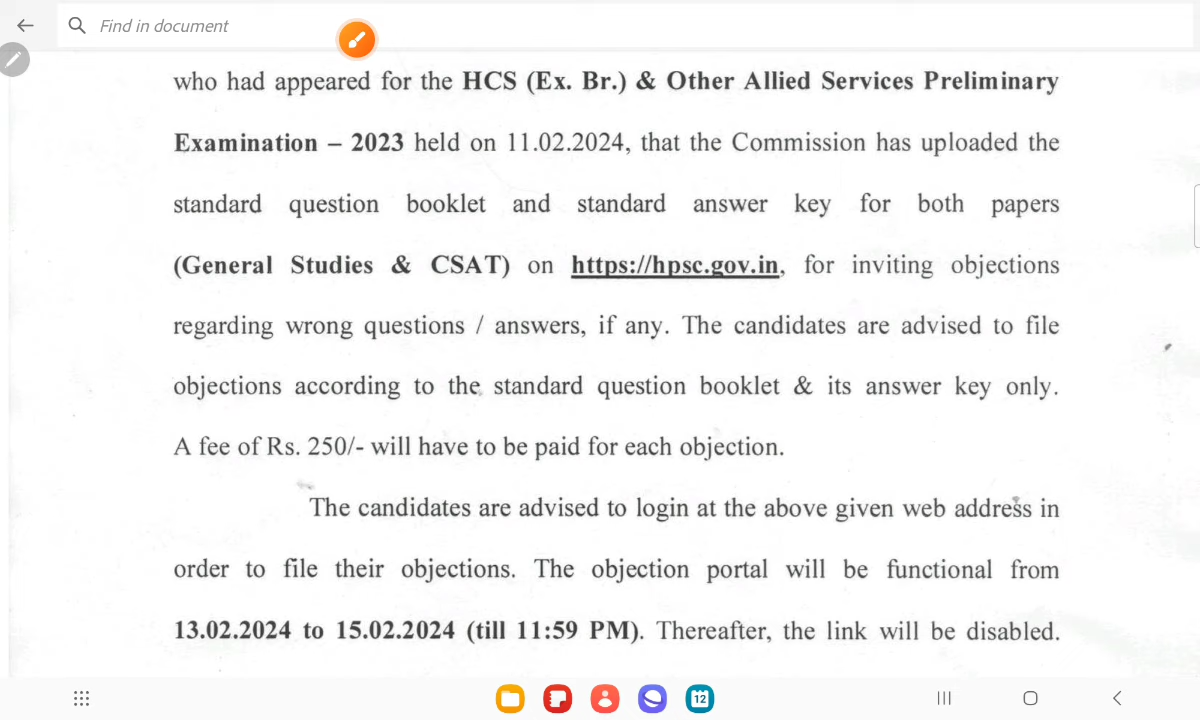 Find in document
who had appeared for the HCS (Ex. Br.) & Other Allied Services Preliminary
Examination – 2023 held on 11.02.2024, that the Commission has uploaded the
standard question booklet and standard answer key for both papers
(General Studies & CSAT) on https://hpsc.gov.in, for inviting objections
regarding wrong questions / answers, if any. The candidates are advised to file
objections according to the standard question booklet & its answer key only.
A fee of Rs. 250/- will have to be paid for each objection.
The candidates are advised to login at the above given web address in
order to file their objections. The objection portal will be functional from
13.02.2024 to 15.02.2024 (till 11:59 PM). Thereafter, the link will be disabled.
12